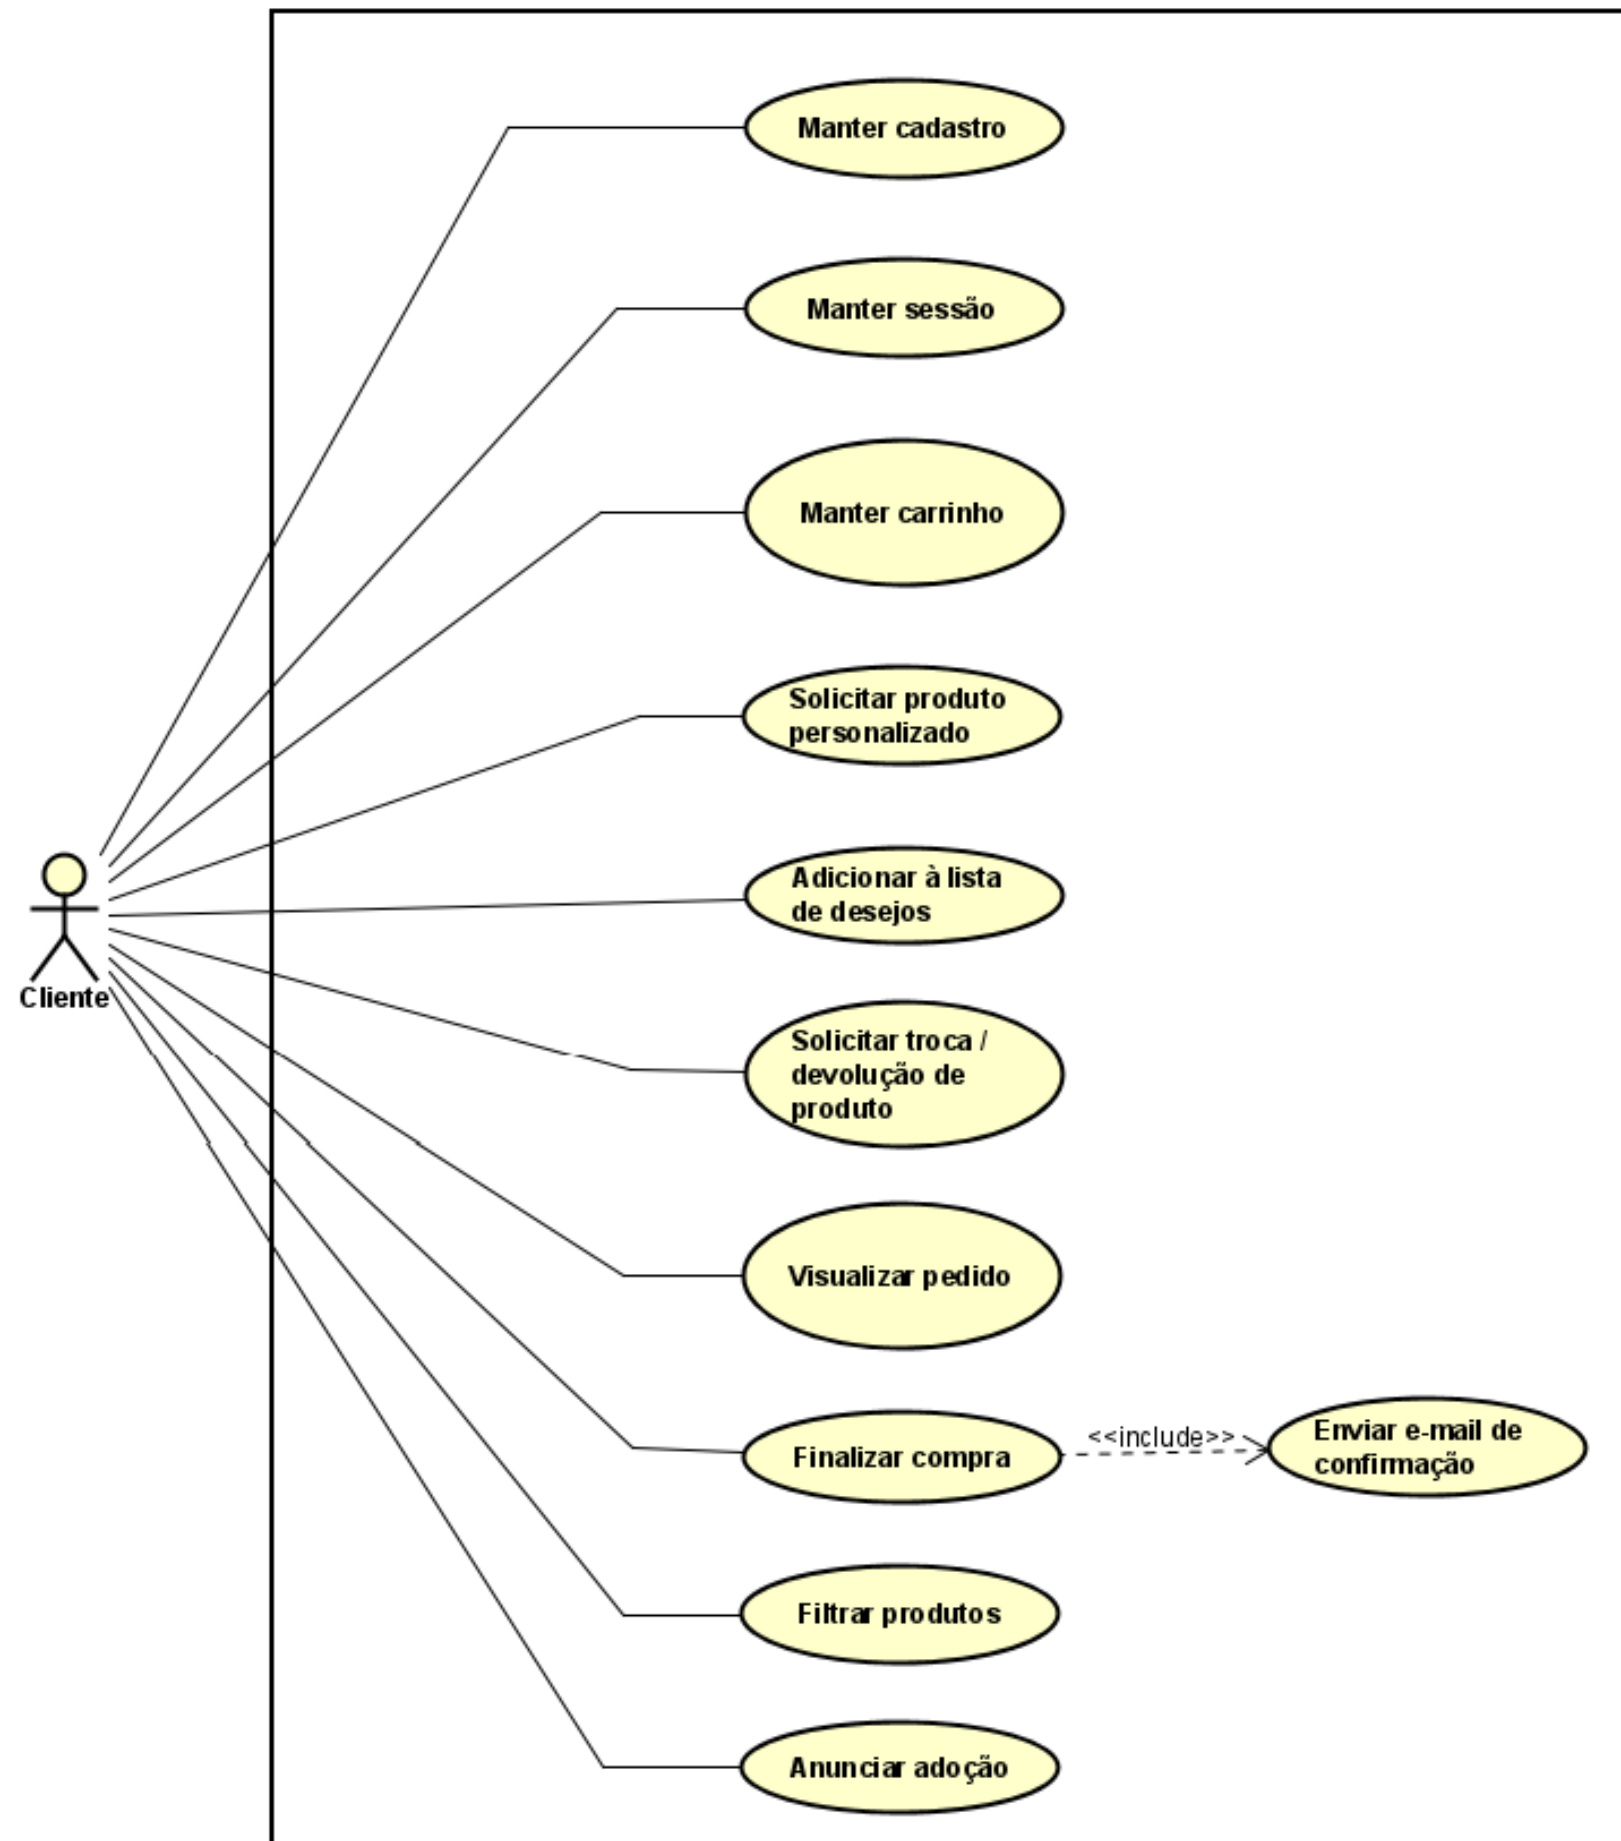 Manter cadastro
Manter sessão
Manter carrinho
Solicitar produto
personalizado
Adicionar à lista
de desejos
Cliente
Solicitar troca /
devolução de
produto
Visualizar pedido
Finalizar compra
<<include>>
Enviar e-mail de
confirmação
Filtrar produtos
Anunciar adoção